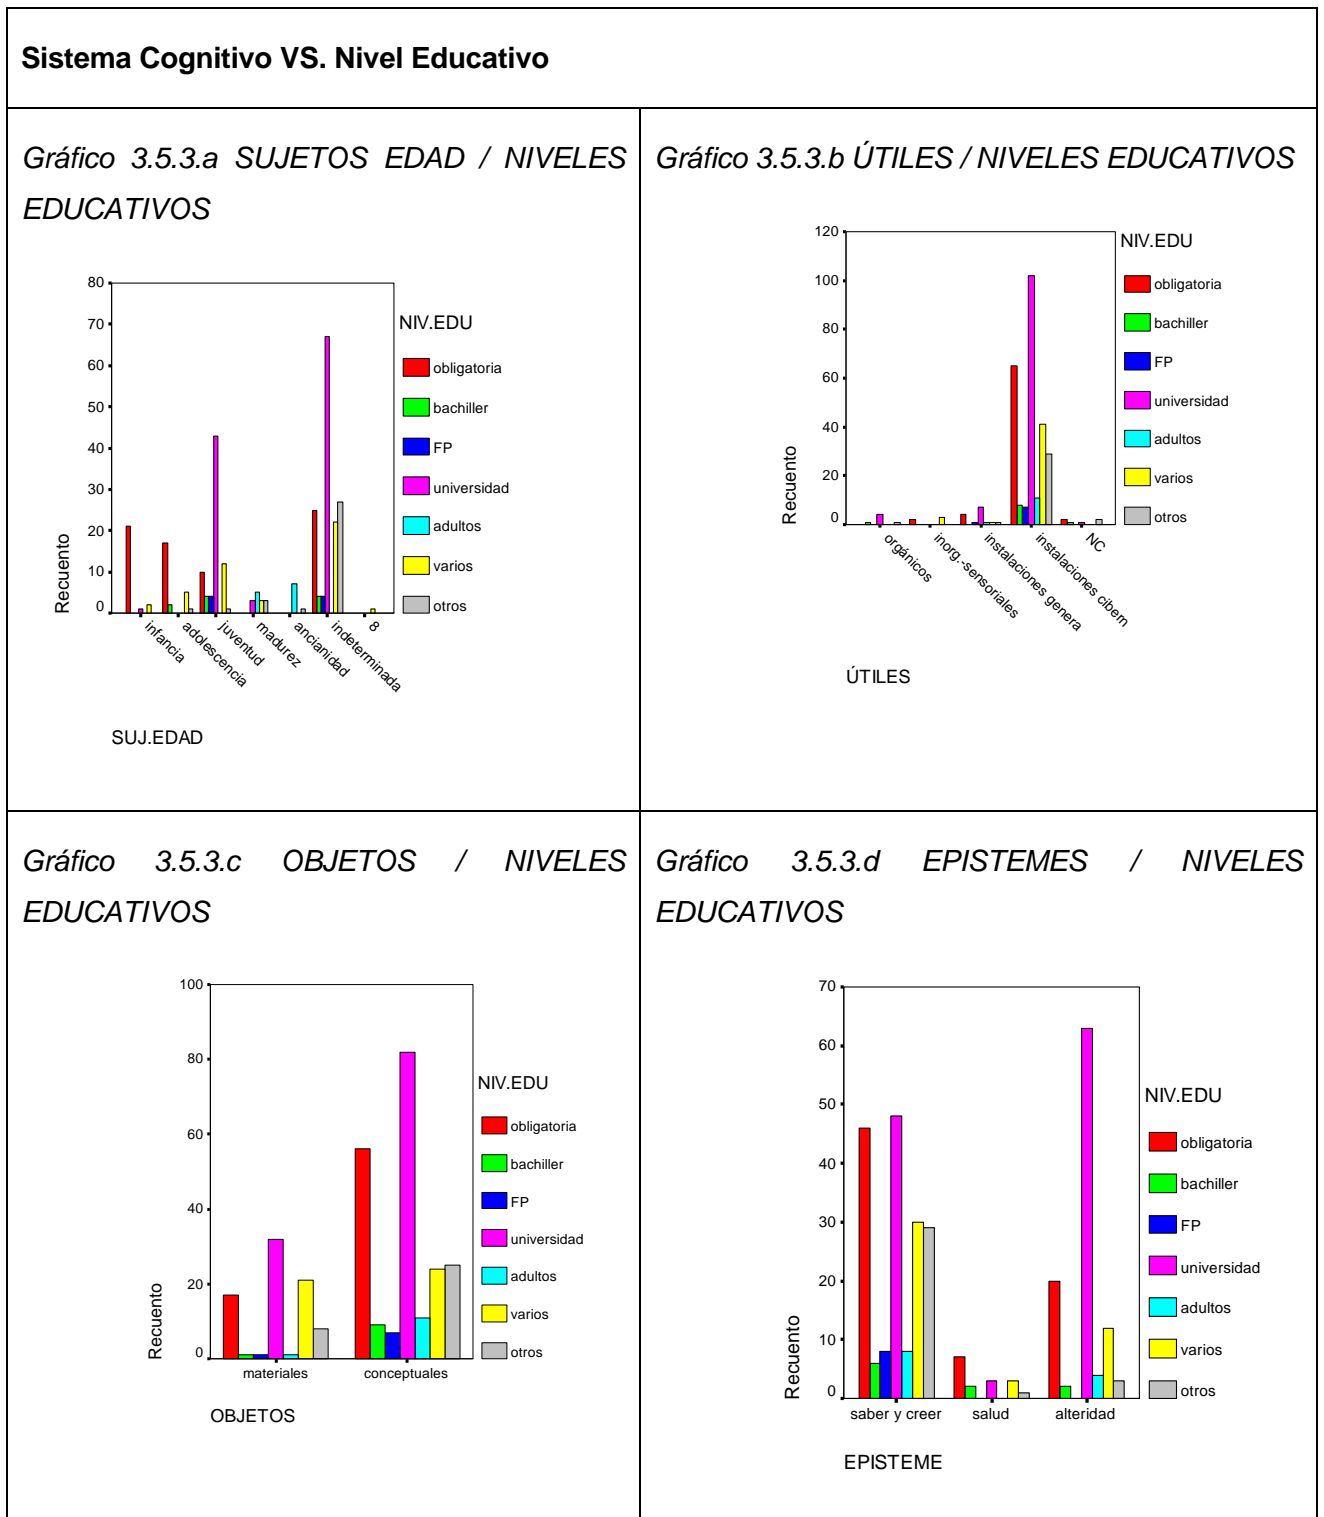 Sistema Cognitivo VS. Nivel Educativo
Gráfico 3.5.3.a SUJETOS EDAD / NIVELES
EDUCATIVOS
80
70
60
50
40
30
20
10
0
Recuento
infancia
adolescencia
juventud
madurez
ancianidad
indeterminada
8
SUJ.EDAD
NIV.EDU
obligatoria
bachiller
FP
universidad
adultos
varios
otros
Gráfico 3.5.3.b ÚTILES / NIVELES EDUCATIVOS
120
100
80
60
40
20
0
Recuento
orgánicos
inorg.-sensoriales
instalaciones genera
instalaciones cibern
NC
ÚTILES
NIV.EDU
obligatoria
bachiller
FP
universidad
adultos
varios
otros
Gráfico 3.5.3.c OBJETOS / NIVELES
EDUCATIVOS
100
80
60
40
20
0
Recuento
materiales
conceptuales
OBJETOS
NIV.EDU
obligatoria
bachiller
FP
universidad
adultos
varios
otros
Gráfico 3.5.3.d EPISTEMES / NIVELES
EDUCATIVOS
70
60
50
40
30
20
10
0
Recuento
saber y creer
salud
alteridad
EPISTEME
NIV.EDU
obligatoria
bachiller
FP
universidad
adultos
varios
otros